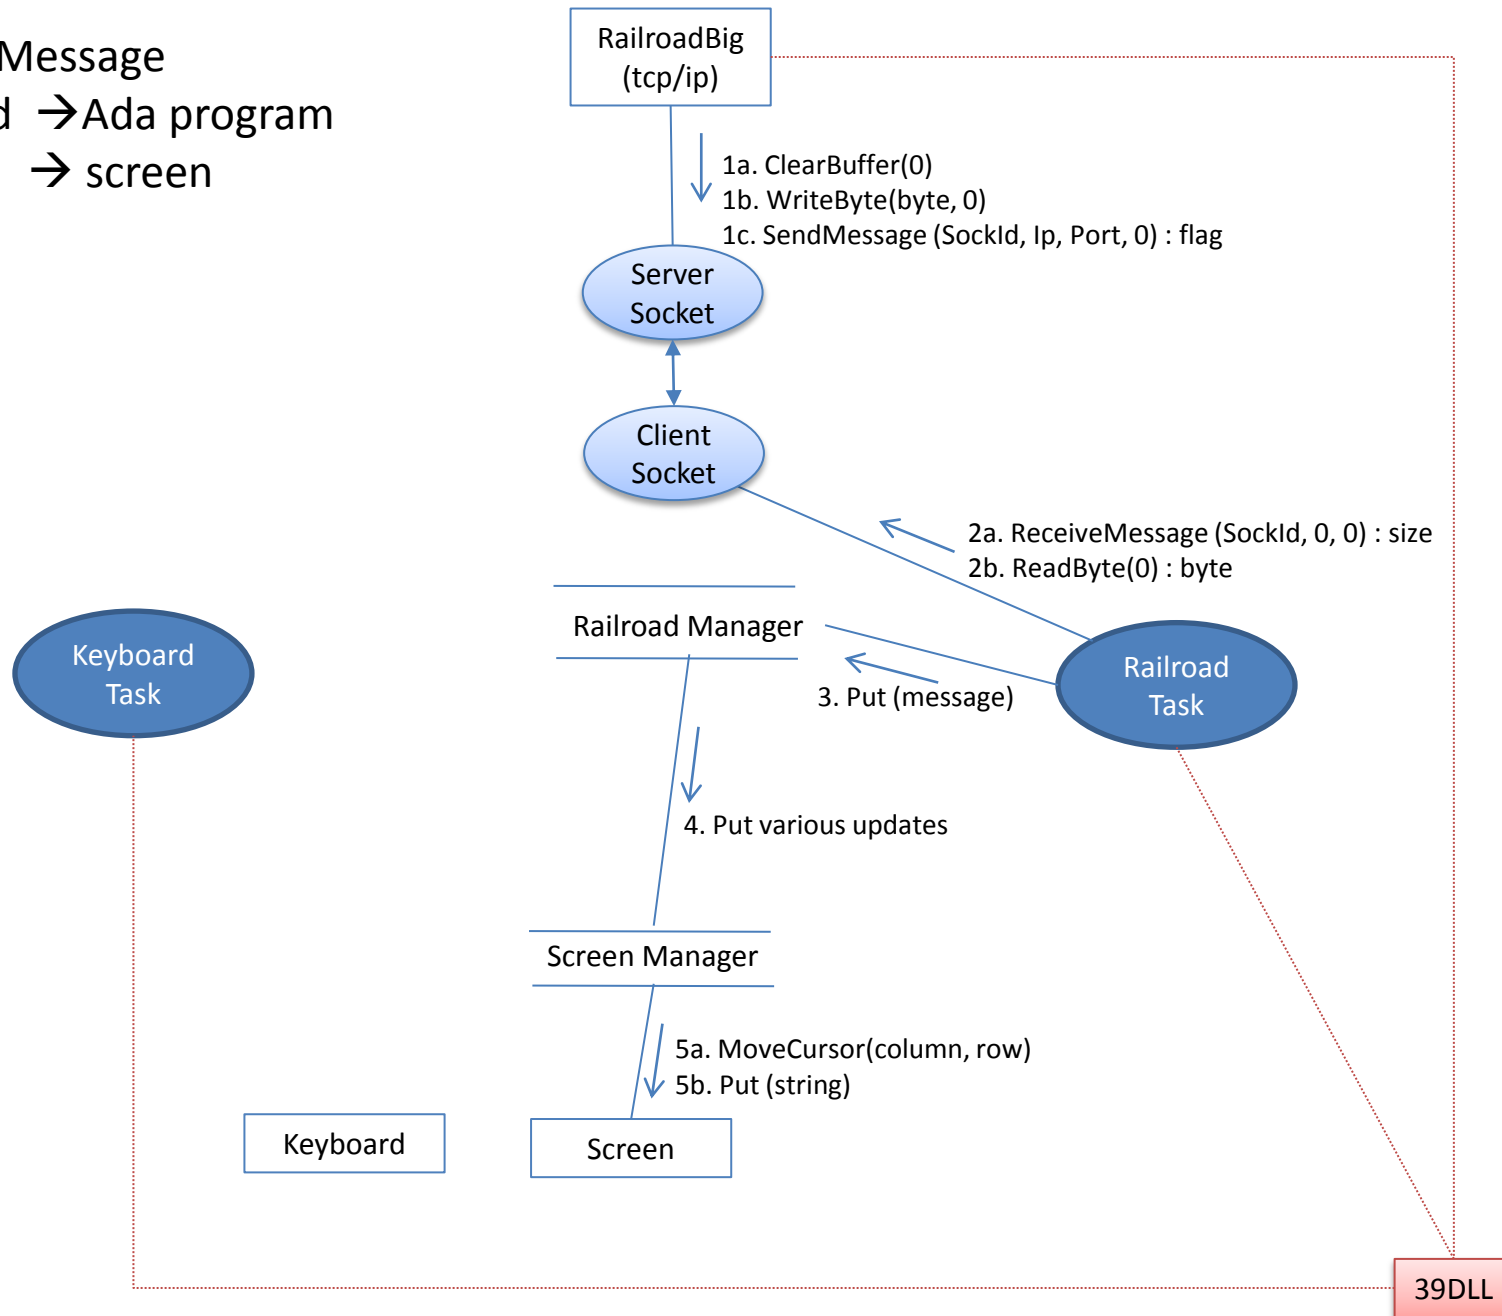 Message
→Ada program
→ screen
RailroadBig
(tcp/ip)
1a. ClearBuffer(0)
1b. WriteByte(byte, 0)
1c. SendMessage (SockId, Ip, Port, 0) : flag
Server
Socket
Client
Socket
2a. ReceiveMessage (SockId, 0, 0) : size
2b. ReadByte(0) : byte
Railroad Manager
Keyboard
Task
Railroad
Task
3. Put (message)
4. Put various updates
Screen Manager
5a. MoveCursor(column, row)
5b. Put (string)
Keyboard
Screen
39DLL